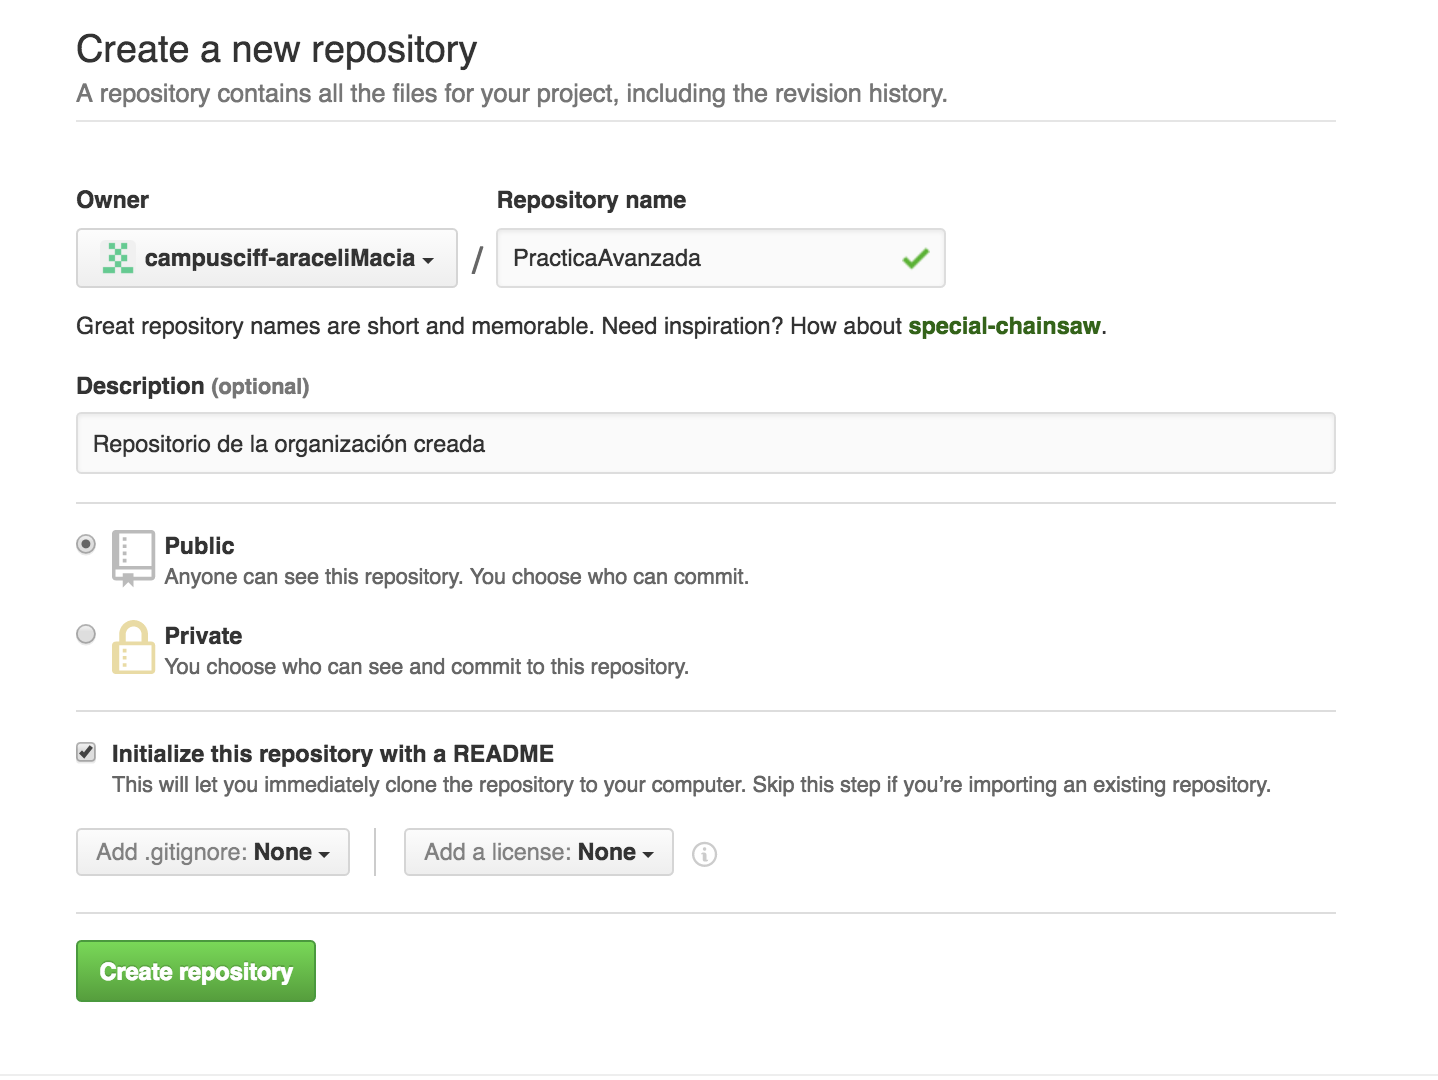 Create a new repository
A repository contains all the files for your project, including the revision history.
Owner Repository name
campusciff-araceliMacia / PracticaAvanzada
Great repository names are short and memorable. Need inspiration? How about special-chainsaw.
Description (optional)
Repositorio de la organización creada
Public
Anyone can see this repository. You choose who can commit.
Private
You choose who can see and commit to this repository.
Initialize this repository with a README
This will let you immediately clone the repository to your computer. Skip this step if you’re importing an existing repository.
Add .gitignore: None Add a license: None
Create repository